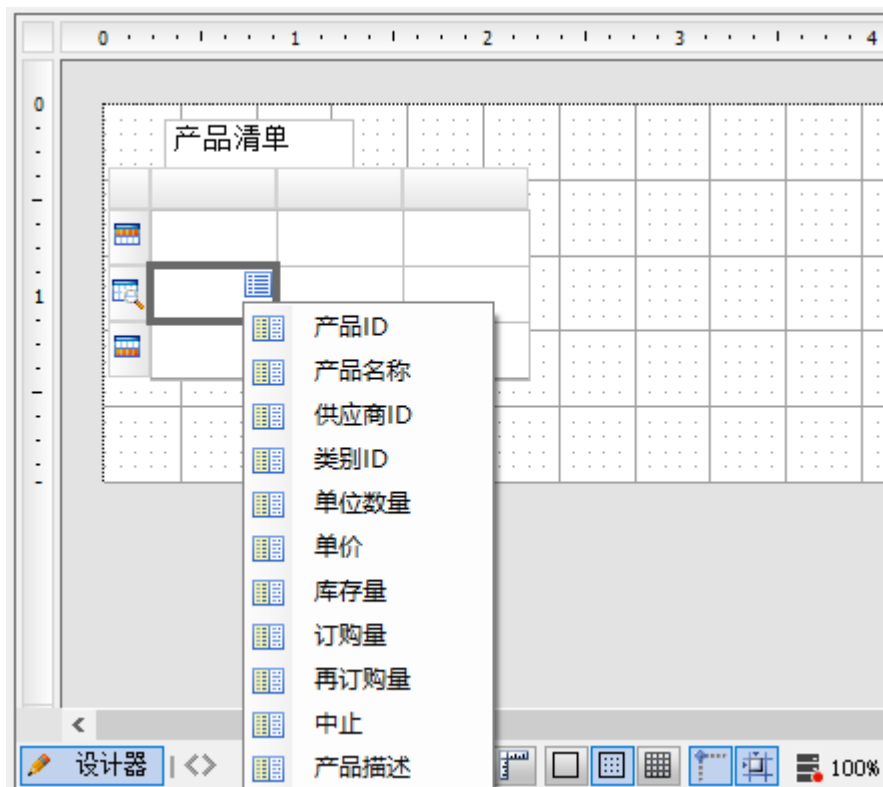 0 1 2 3 4
0
产品清单
1
产品ID
产品名称
供应商ID
类别ID
单位数量
单价
库存量
订购量
再订购量
中止
产品描述
设计器
100%